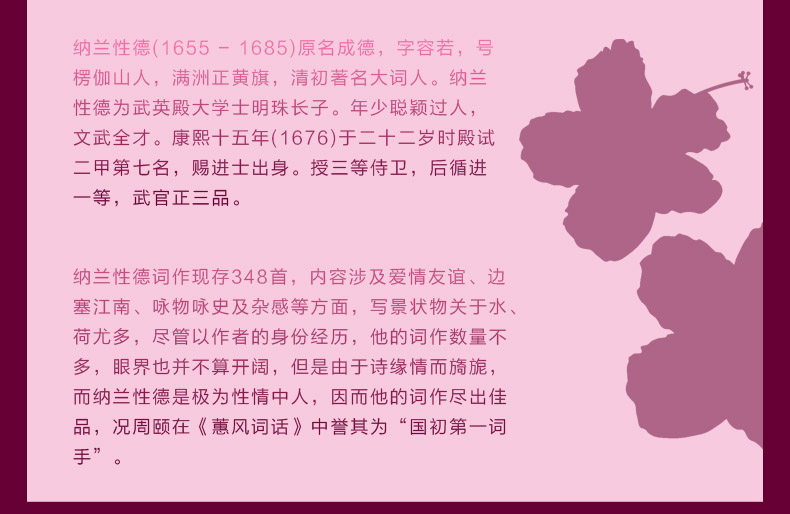 纳兰性德(1655 - 1685)原名成德，字容若，号
楞伽山人，满洲正黄旗，清初著名大词人。纳兰
性德为武英殿大学士明珠长子。年少聪颖过人，
文武全才。康熙十五年(1676)于二十二岁时殿试
二甲第七名，赐进士出身。授三等侍卫，后循进
一等，武官正三品。
纳兰性德词作现存348首，内容涉及爱情友谊、边
塞江南、咏物咏史及杂感等方面，写景状物关于水、
荷尤多，尽管以作者的身份经历，他的词作数量不
多，眼界也并不算开阔，但是由于诗缘情而旖旎，
而纳兰性德是极为性情中人，因而他的词作尽出佳
品，况周颐在《蕙风词话》中誉其为“国初第一词
手”。